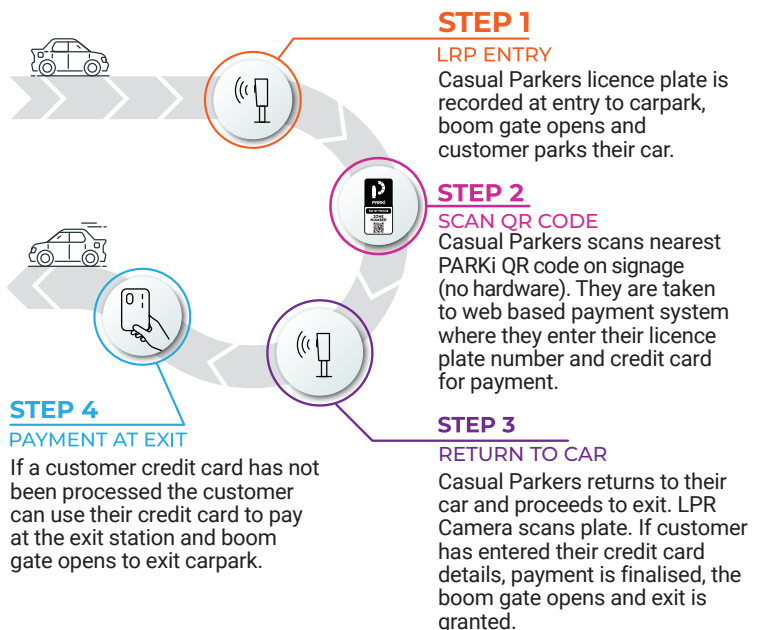 STEP 1
LRP ENTRY
Casual Parkers licence plate is
recorded at entry to carpark,
boom gate opens and
customer parks their car.
PARKi
ZONE
NUMBER
STEP 2
SCAN QR CODE
Casual Parkers scans nearest
PARKi QR code on signage
(no hardware). They are taken
to web based payment system
where they enter their licence
plate number and credit card
for payment.
STEP 3
RETURN TO CAR
Casual Parkers returns to their
car and proceeds to exit. LPR
Camera scans plate. If customer
has entered their credit card
details, payment is finalised, the
boom gate opens and exit is
granted.
STEP 4
PAYMENT AT EXIT
If a customer credit card has not
been processed the customer
can use their credit card to pay
at the exit station and boom
gate opens to exit carpark.